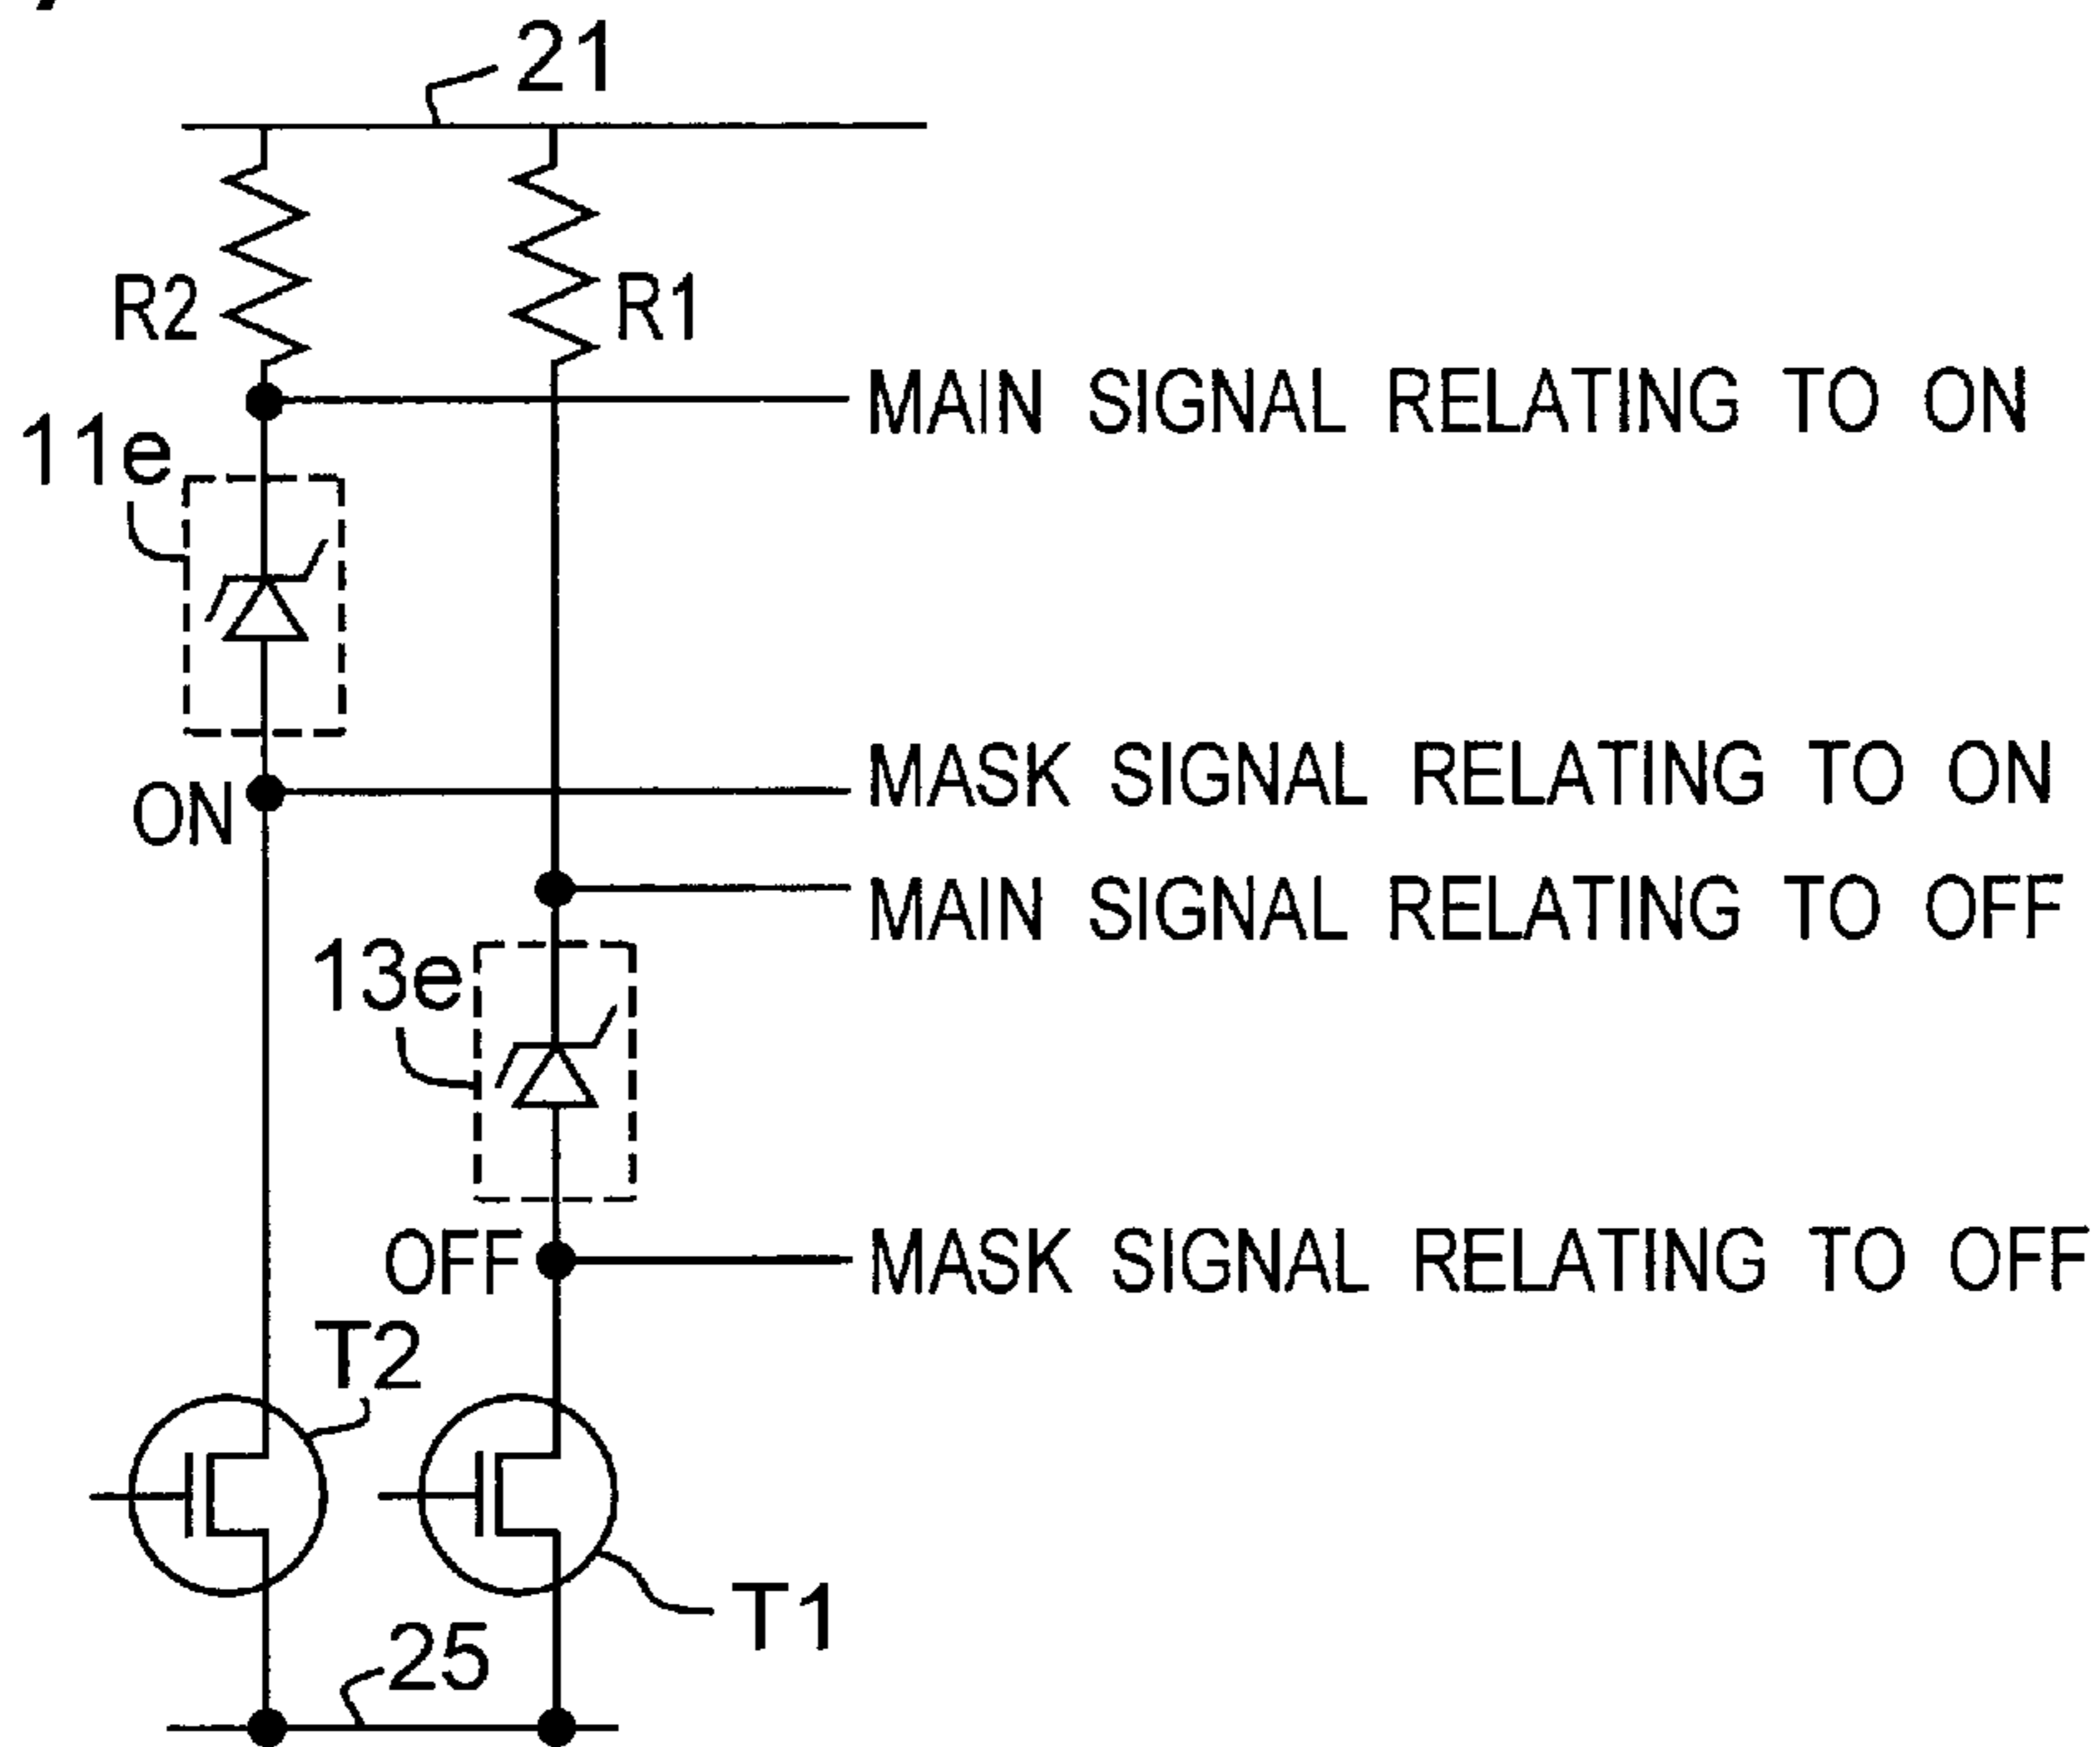 21
R2
R1
MAIN SIGNAL RELATING TO ON
11e
MASK SIGNAL RELATING TO ON
ON
MAIN SIGNAL RELATING TO OFF
13e
OFF
MASK SIGNAL RELATING TO OFF
T2
T1
25